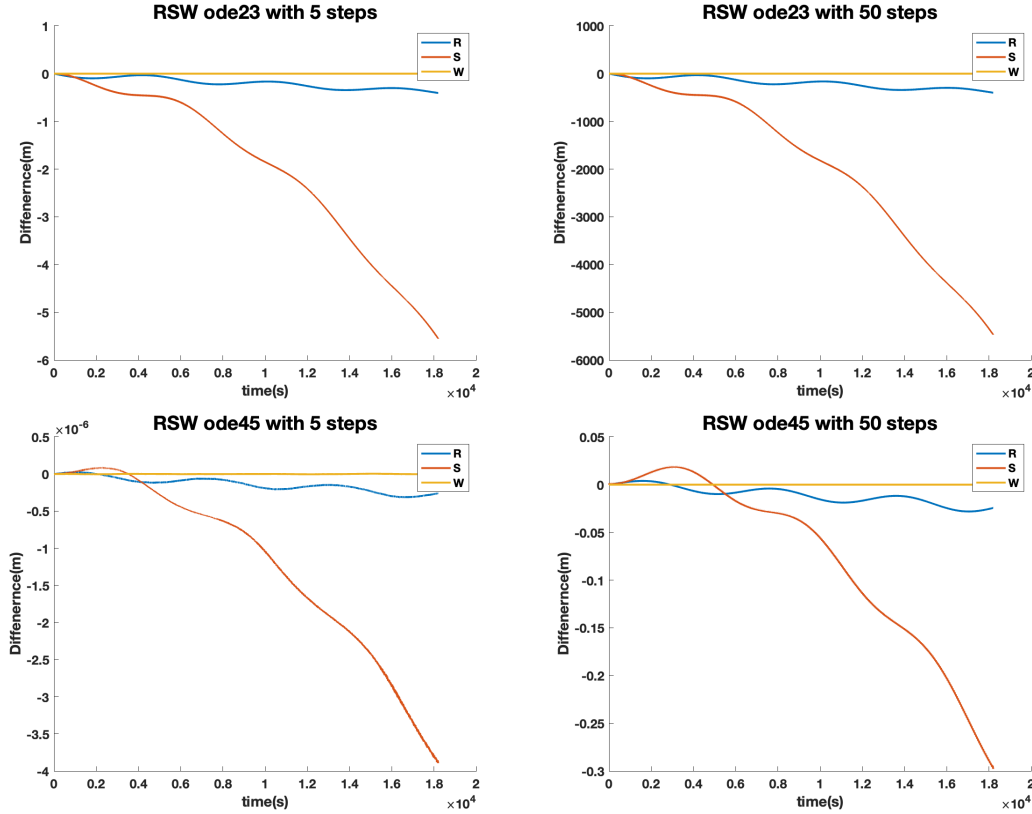 RSW ode23 with 5 steps
1
0
-1
-2
-3
-4
-5
-6
Diffenernce(m)
0 0.2 0.4 0.6 0.8 1 1.2 1.4 1.6 1.8 2
time(s)
×10⁴
R
S
W
RSW ode23 with 50 steps
1000
0
-1000
-2000
-3000
-4000
-5000
-6000
Diffenernce(m)
0 0.2 0.4 0.6 0.8 1 1.2 1.4 1.6 1.8 2
time(s)
×10⁴
R
S
W
RSW ode45 with 5 steps
×10⁻⁶
0.5
0
-0.5
-1
-1.5
-2
-2.5
-3
-3.5
-4
Diffenernce(m)
0 0.2 0.4 0.6 0.8 1 1.2 1.4 1.6 1.8 2
time(s)
×10⁴
R
S
W
RSW ode45 with 50 steps
0.05
0
-0.05
-0.1
-0.15
-0.2
-0.25
-0.3
Diffenernce(m)
0 0.2 0.4 0.6 0.8 1 1.2 1.4 1.6 1.8 2
time(s)
×10⁴
R
S
W